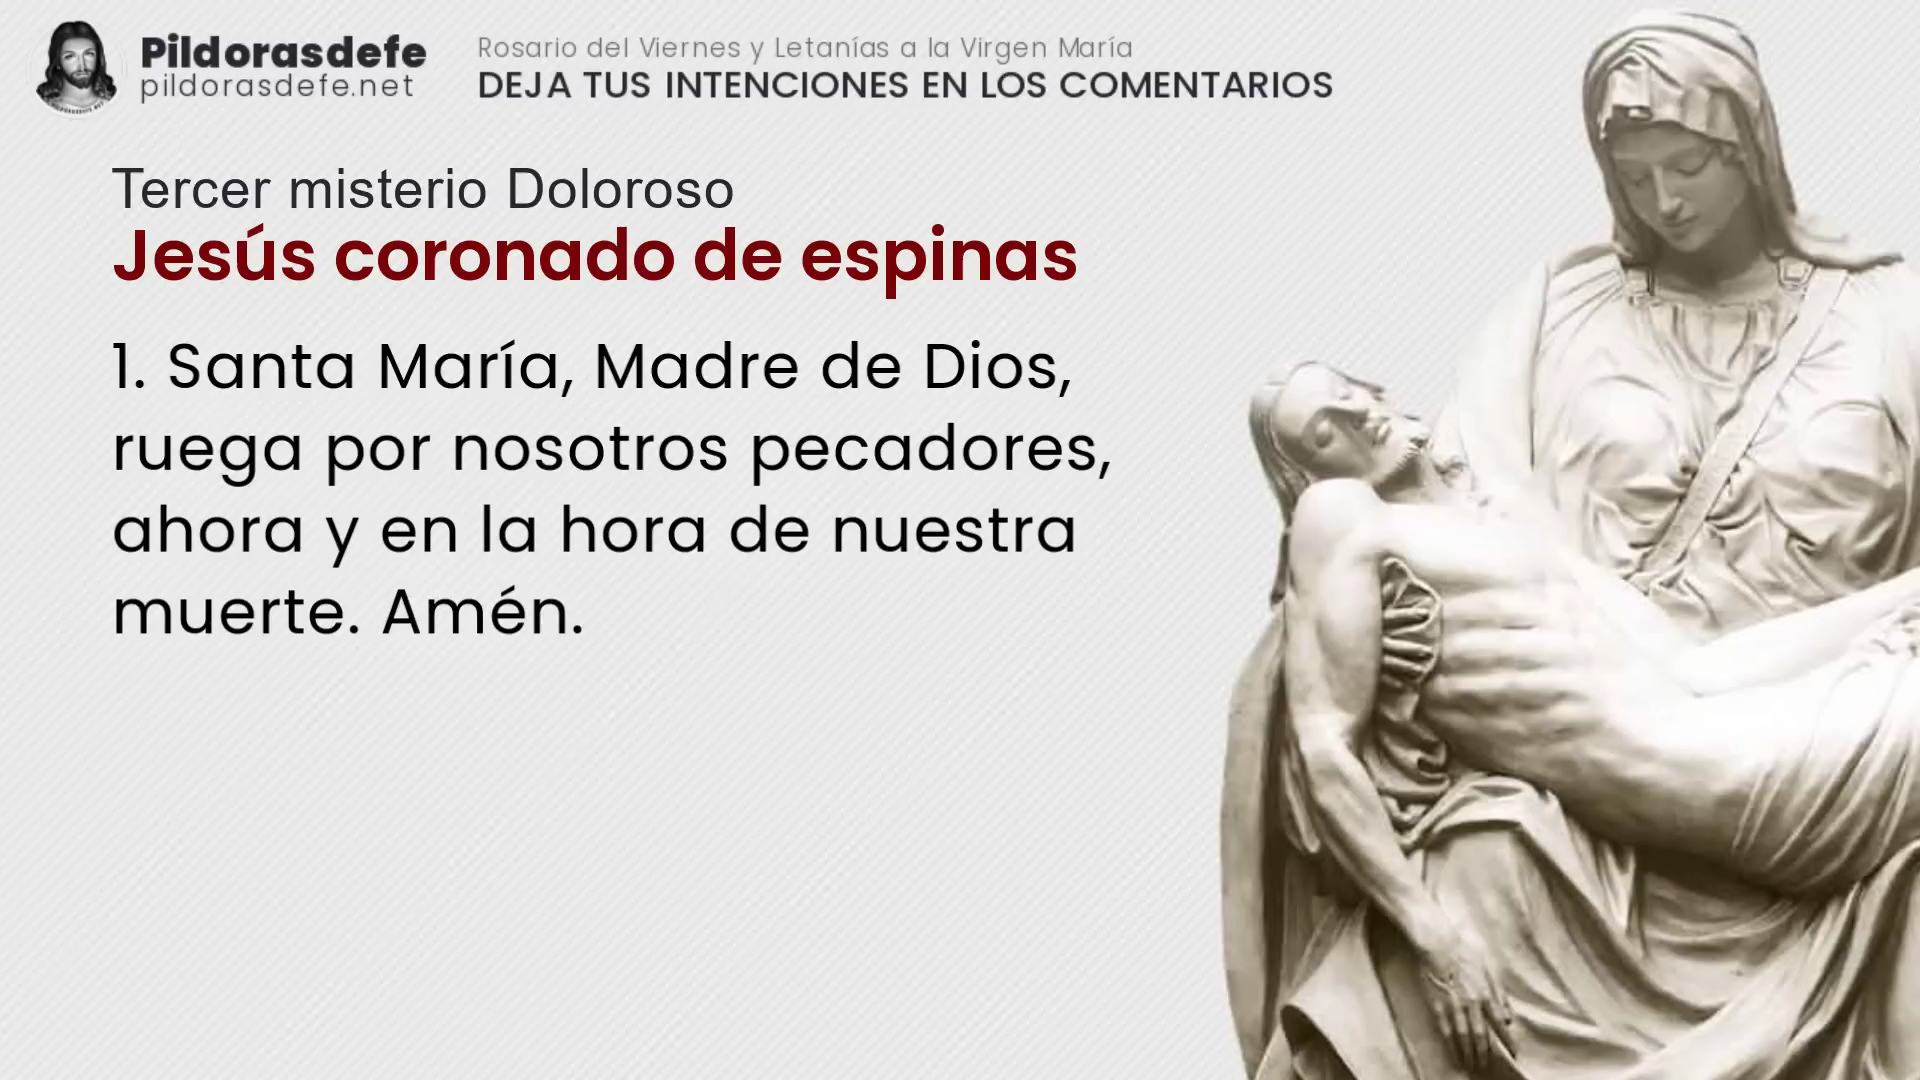 Pildorasdefe
pildorasdefe.net
Rosario del Viernes y Letanías a la Virgen María
DEJA TUS INTENCIONES EN LOS COMENTARIOS
Tercer misterio Doloroso
Jesús coronado de espinas
1. Santa María, Madre de Dios,
ruega por nosotros pecadores,
ahora y en la hora de nuestra
muerte. Amén.